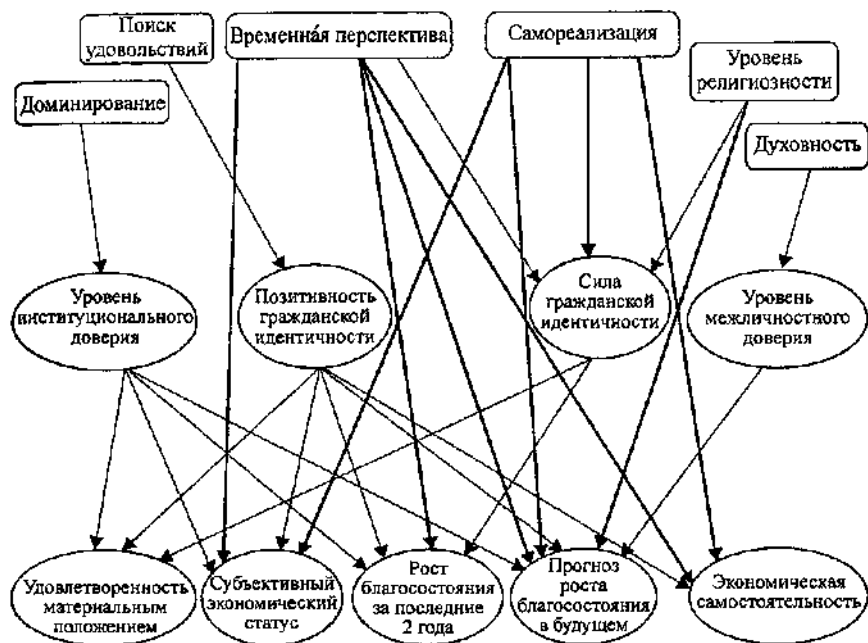 Поиск
удовольствий
Временная перспектива
Самореализация
Уровень
религиозности
Доминирование
Духовность
Уровень
институционального
доверия
Позитивность
гражданской
идентичности
Сила
гражданской
идентичности
Уровень
межличностного
доверия
Удовлетворенность
материальным
положением
Субъективный
экономический
статус
Рост
благосостояния
за последние
2 года
Прогноз
роста
благосостояния
в будущем
Экономическая
самостоятельность